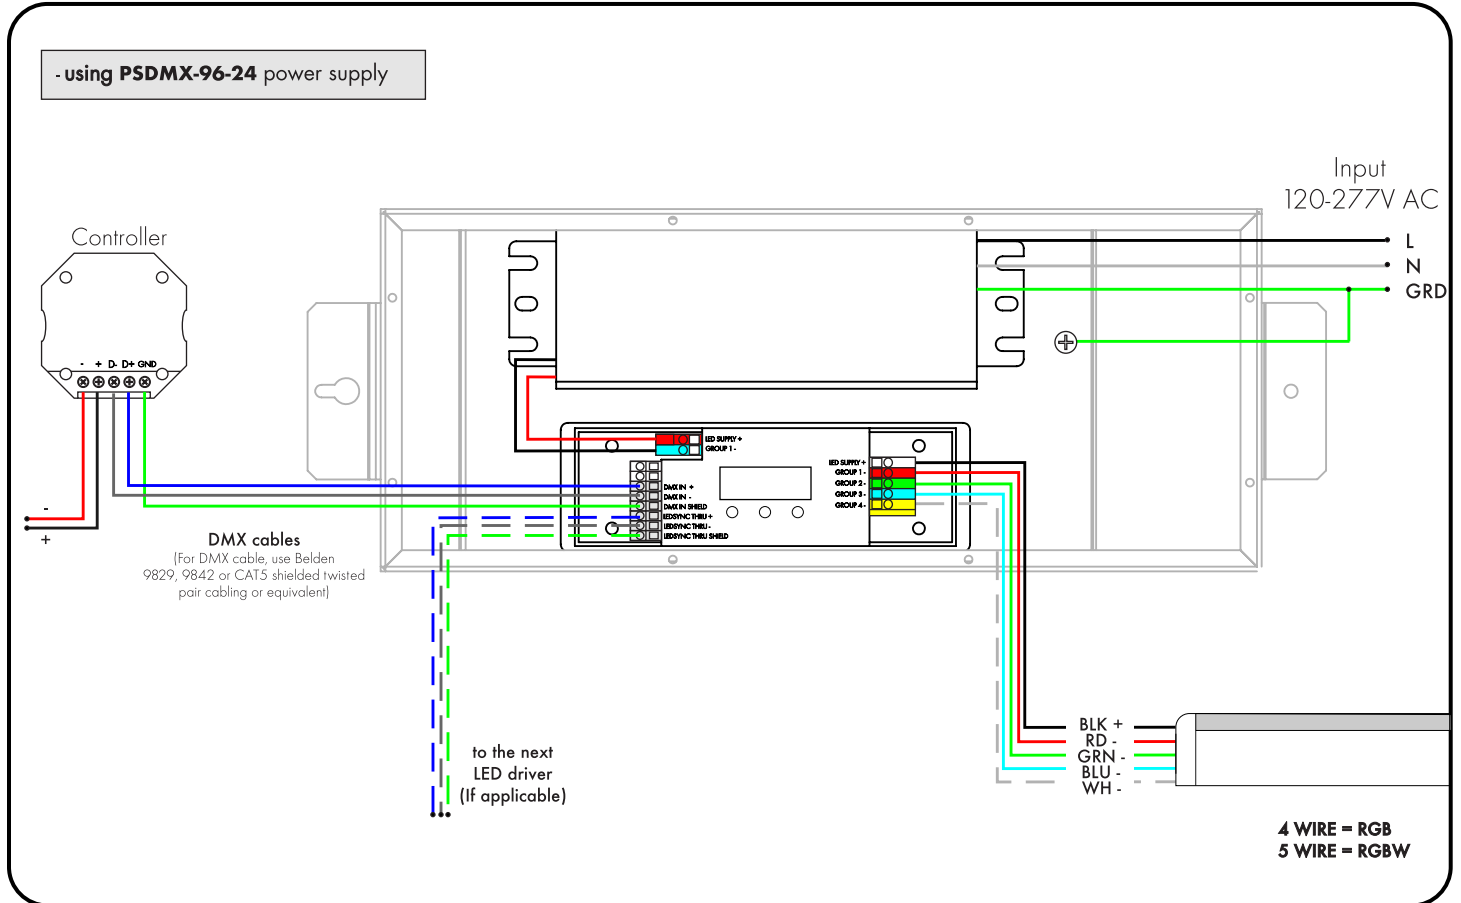 - using PSDMX-96-24 power supply
Input
120-277V AC
L
N
GRD
Controller
- + D- D+ GND
-
+
DMX cables
(For DMX cable, use Belden
9829, 9842 or CAT5 shielded twisted
pair cabling or equivalent)
LED SUPPLY +
GROUP 1 -
DMX IN +
DMX IN -
DMX IN SHIELD
LEDSYNC THRU +
LEDSYNC THRU -
LEDSYNC THRU SHIELD
LED SUPPLY +
GROUP 1 -
GROUP 2 -
GROUP 3 -
GROUP 4 -
to the next
LED driver
(If applicable)
BLK +
RD -
GRN -
BLU -
WH -
4 WIRE = RGB
5 WIRE = RGBW